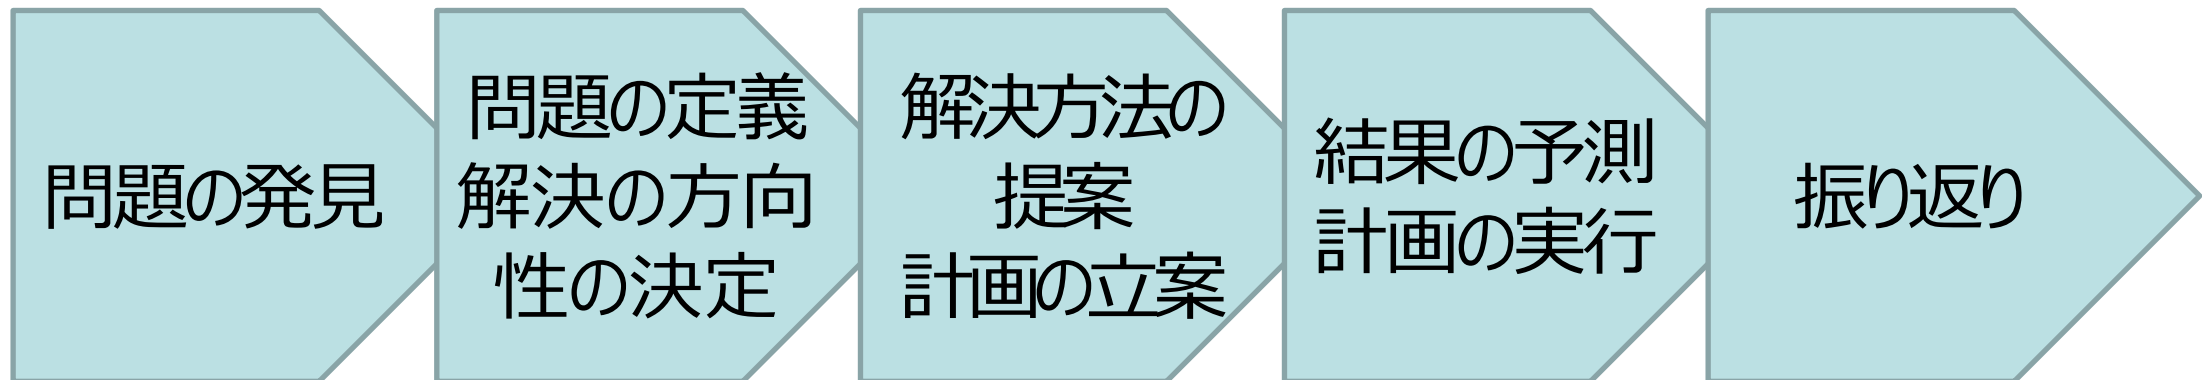 問題の発見
問題の定義
解決の方向
性の決定
解決方法の
提案
計画の立案
結果の予測
計画の実行
振り返り